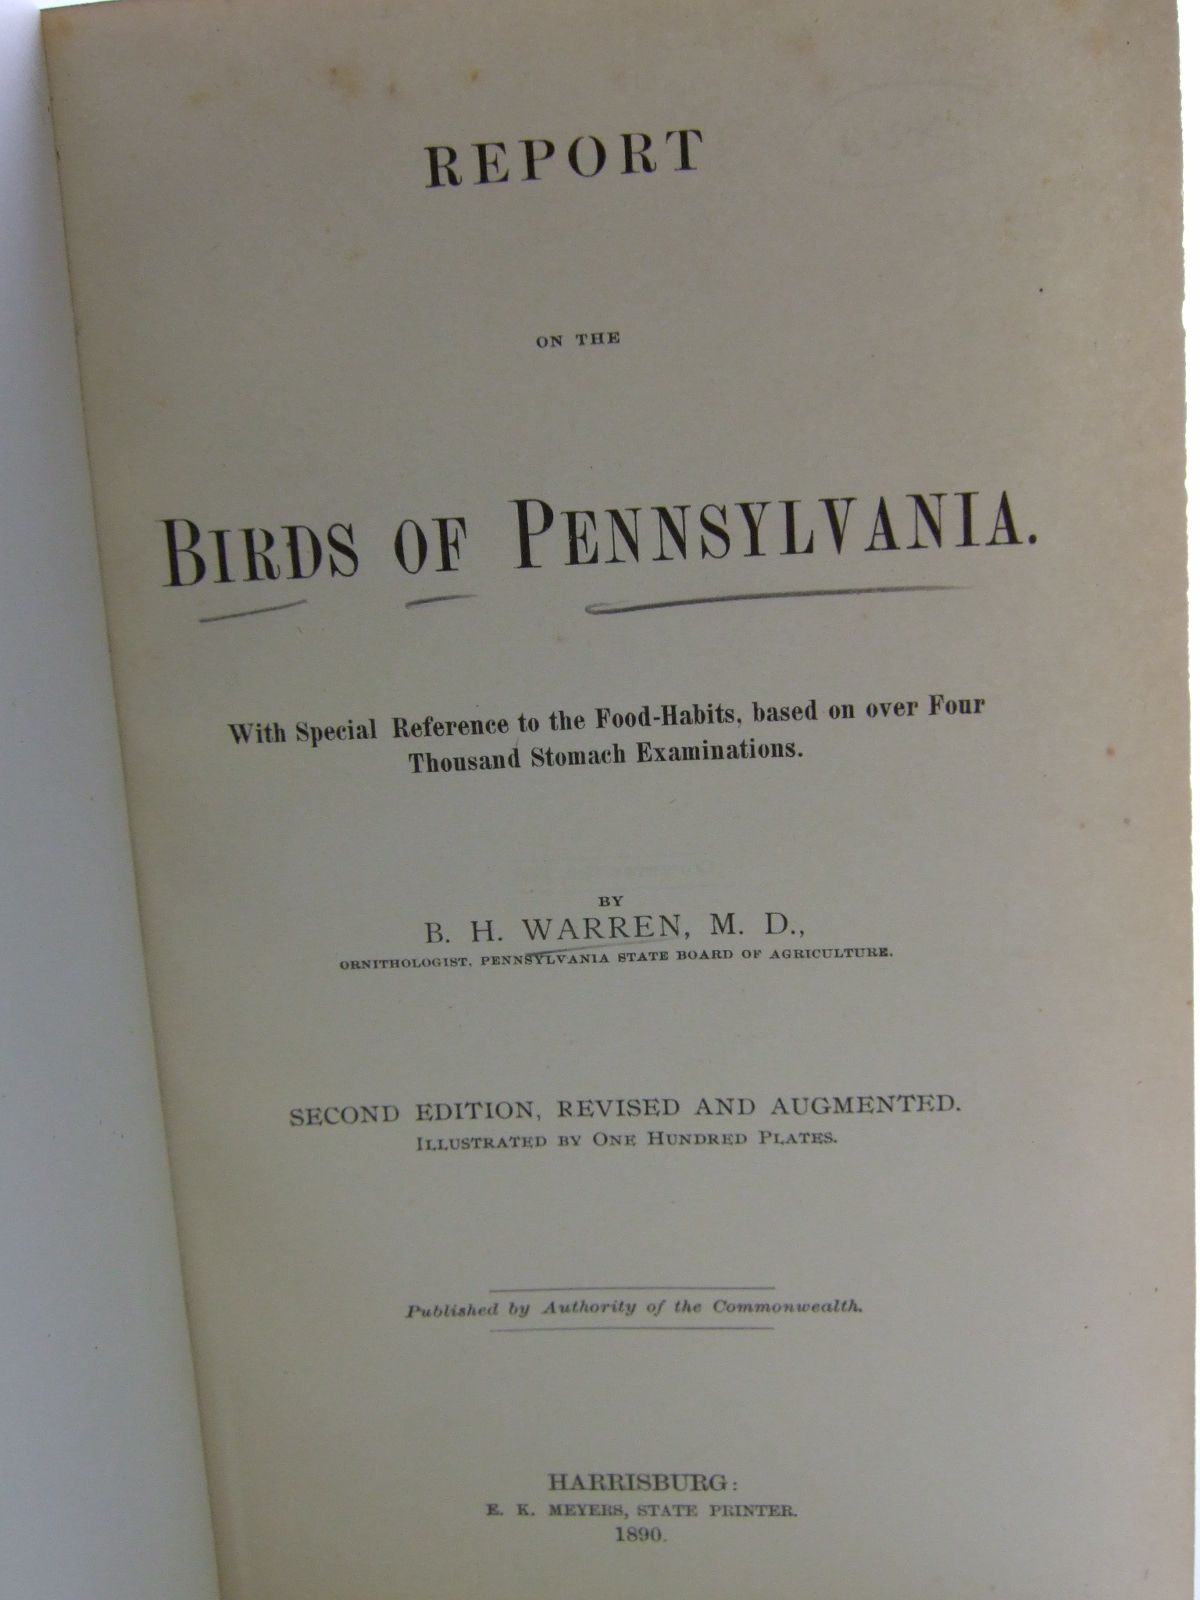 REPORT
ON THE
BIRDS OF PENNSYLVANIA.
With Special Reference to the Food-Habits, based on over Four
Thousand Stomach Examinations.
BY
B. H. WARREN, M. D.,
ORNITHOLOGIST, PENNSYLVANIA STATE BOARD OF AGRICULTURE.
SECOND EDITION, REVISED AND AUGMENTED.
ILLUSTRATED BY ONE HUNDRED PLATES.
Published by Authority of the Commonwealth.
HARRISBURG:
E. K. MEYERS, STATE PRINTER.
1890.